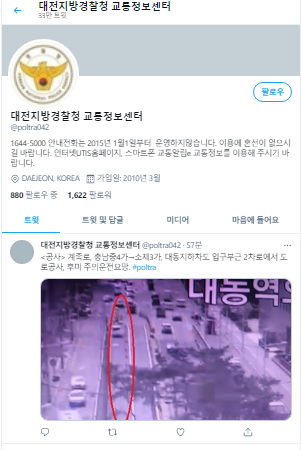 대전지방경찰청 교통정보센터
33만 트윗
팔로우
대전지방경찰청 교통정보센터
@poltra042
1644-5000 안내전화는 2015년 1월1일부터 운영하지않습니다. 이용에 혼선이 없으시
길 바랍니다. 인터넷UTIS홈페이지, 스마트폰 교통알림e 교통정보를 이용해 주시기 바
랍니다.
DAEJEON, KOREA 가입일: 2010년 3월
880 팔로우 중 1,622 팔로워
트윗 트윗 및 답글 미디어 마음에 들어요
대전지방경찰청 교통정보센터 @poltra042 · 57분
<공사> 계족로, 충남중4가→소제3가, 대동지하차도 입구부근 2차로에서 도
로공사, 후미 주의운전요망. #poltra
대동역오